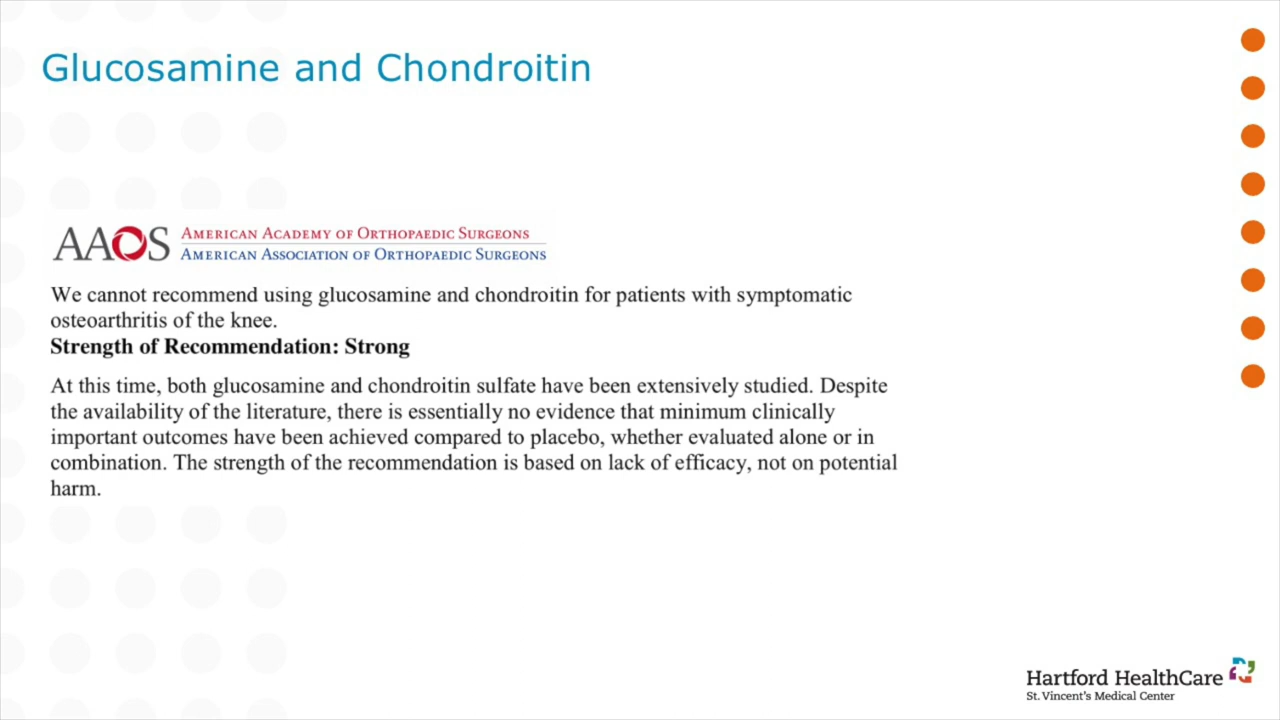 Glucosamine and Chondroitin
AAOS
AMERICAN ACADEMY OF ORTHOPAEDIC SURGEONS
AMERICAN ASSOCIATION OF ORTHOPAEDIC SURGEONS
We cannot recommend using glucosamine and chondroitin for patients with symptomatic
osteoarthritis of the knee.
Strength of Recommendation: Strong
At this time, both glucosamine and chondroitin sulfate have been extensively studied. Despite
the availability of the literature, there is essentially no evidence that minimum clinically
important outcomes have been achieved compared to placebo, whether evaluated alone or in
combination. The strength of the recommendation is based on lack of efficacy, not on potential
harm.
Hartford HealthCare
St. Vincent's Medical Center